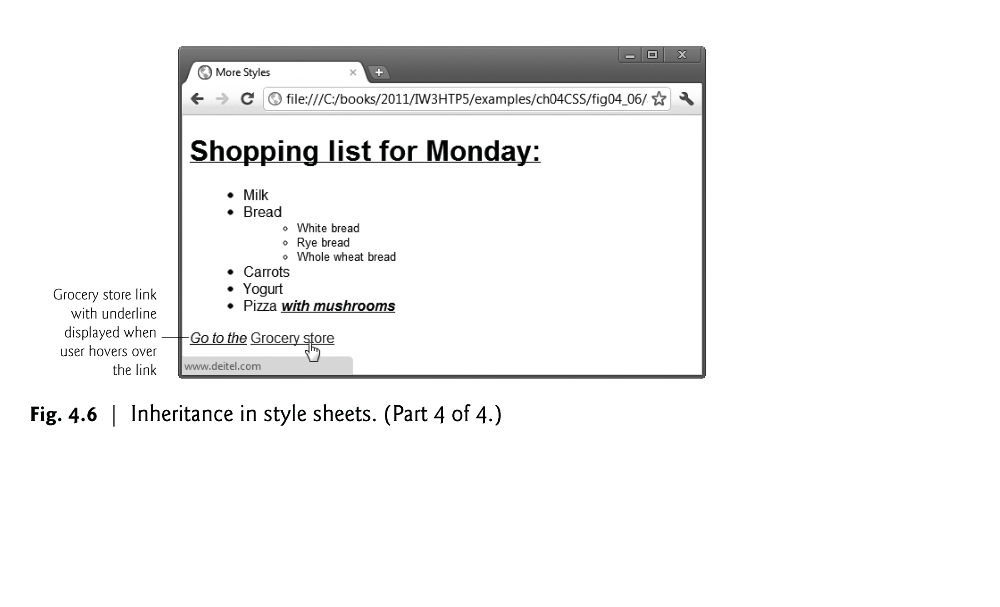 More Styles
file:///C:/books/2011/IW3HTP5/examples/ch04CSS/fig04_06/
Shopping list for Monday:
Milk
Bread
White bread
Rye bread
Whole wheat bread
Carrots
Yogurt
Pizza with mushrooms
Go to the Grocery store
www.deitel.com
Grocery store link
with underline
displayed when
user hovers over
the link
Fig. 4.6 | Inheritance in style sheets. (Part 4 of 4.)